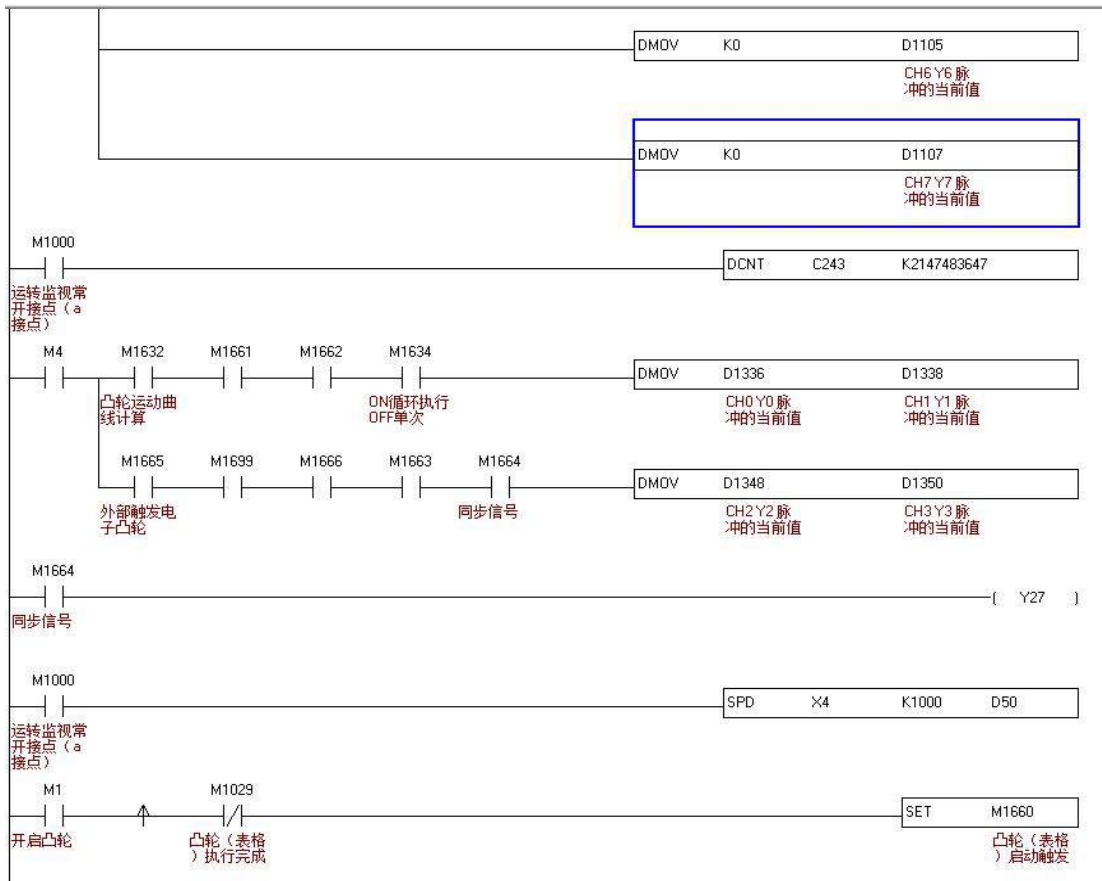 DMOV K0 D1105
CH6 Y6 脉
冲的当前值
DMOV K0 D1107
CH7 Y7 脉
冲的当前值
M1000
DCNT C243 K2147483647
运转监视常
开接点（a
接点）
M4 M1632 M1661 M1662 M1634
DMOV D1336 D1338
凸轮运动曲
线计算
ON循环执行
OFF单次
CH0 Y0 脉
冲的当前值
CH1 Y1 脉
冲的当前值
M1665 M1699 M1666 M1663 M1664
DMOV D1348 D1350
外部触发电
子凸轮
同步信号
CH2 Y2 脉
冲的当前值
CH3 Y3 脉
冲的当前值
M1664
( Y27 )
同步信号
M1000
SPD X4 K1000 D50
运转监视常
开接点（a
接点）
M1 M1029
SET M1660
开启凸轮
凸轮（表格
）执行完成
凸轮（表格
）启动触发